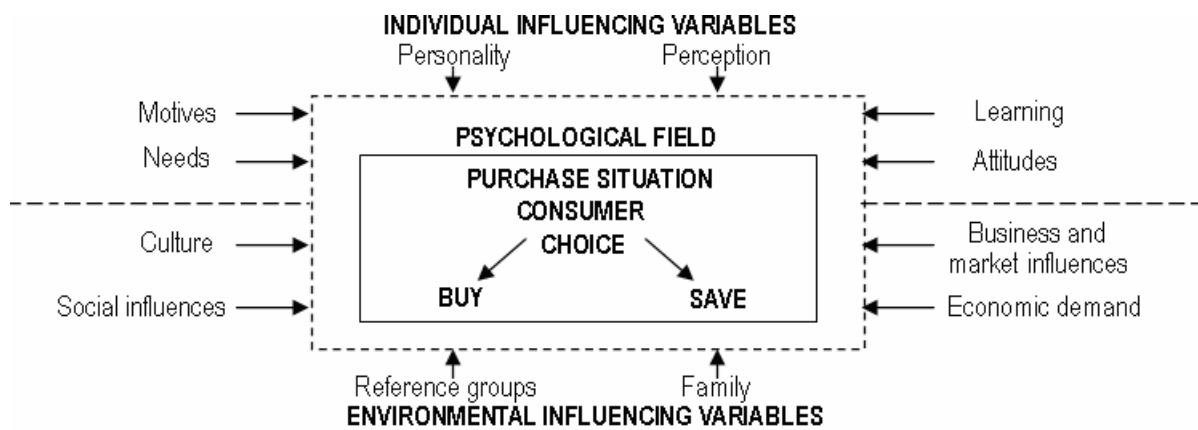 INDIVIDUAL INFLUENCING VARIABLES
Personality
Perception
Motives
Learning
PSYCHOLOGICAL FIELD
Needs
Attitudes
PURCHASE SITUATION
CONSUMER
CHOICE
Culture
Business and
market influences
BUY
SAVE
Social influences
Economic demand
Reference groups
Family
ENVIRONMENTAL INFLUENCING VARIABLES